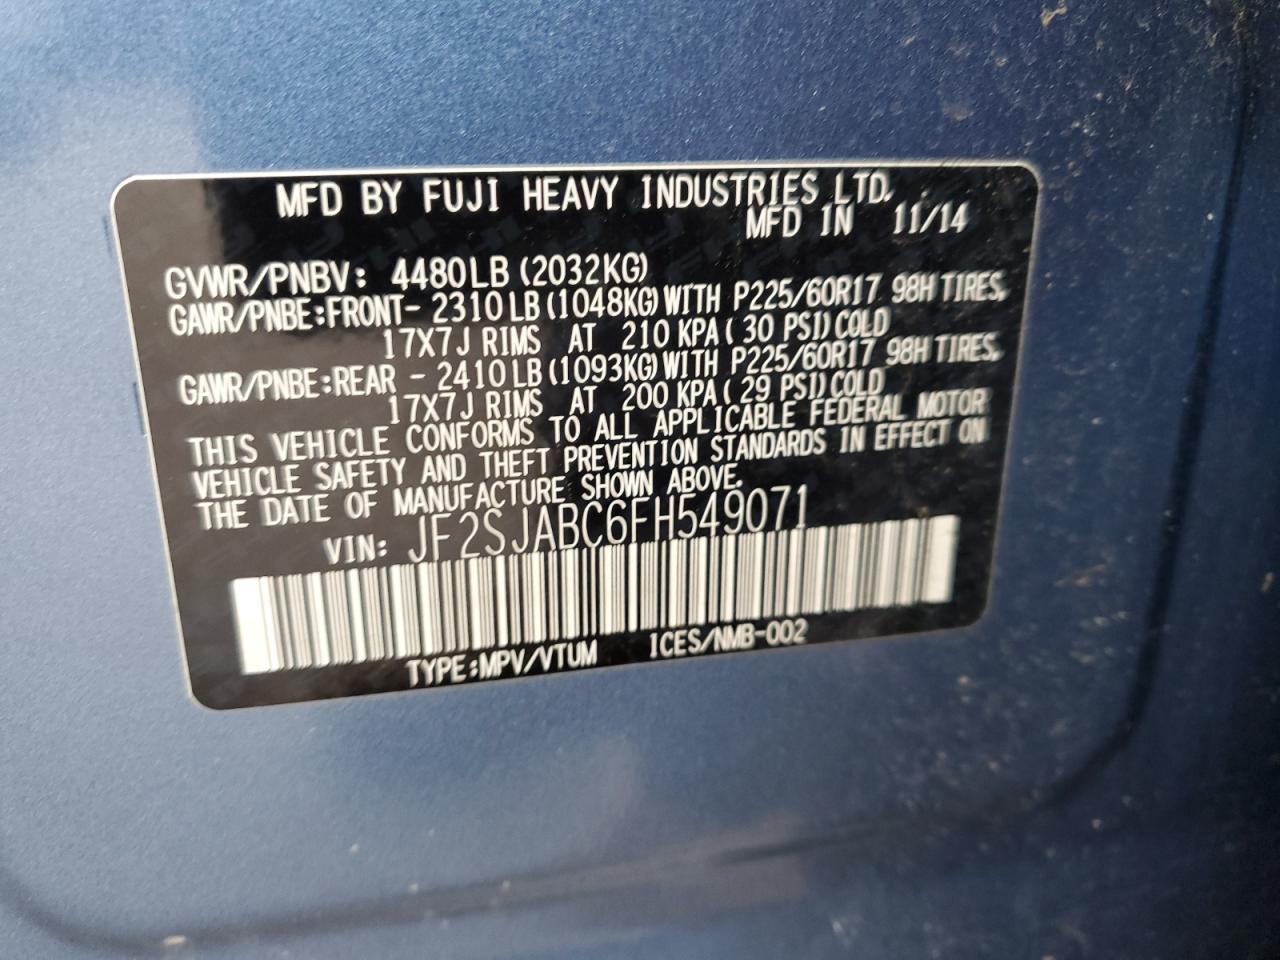 MFD BY FUJI HEAVY INDUSTRIES LTD.
MFD IN 11/14
GVWR/PNBV: 4480LB (2032KG)
GAWR/PNBE:FRONT- 2310LB (1048KG) WITH P225/60R17 98H TIRES,
17X7J RIMS AT 210 KPA ( 30 PSI) COLD
GAWR/PNBE:REAR - 2410LB (1093KG) WITH P225/60R17 98H TIRES,
17X7J RIMS AT 200 KPA ( 29 PSI) COLD
THIS VEHICLE CONFORMS TO ALL APPLICABLE FEDERAL MOTOR
VEHICLE SAFETY AND THEFT PREVENTION STANDARDS IN EFFECT ON
THE DATE OF MANUFACTURE SHOWN ABOVE.
VIN: JF2SJABC6FH549071
TYPE:MPV/VTUM ICES/NMB-002